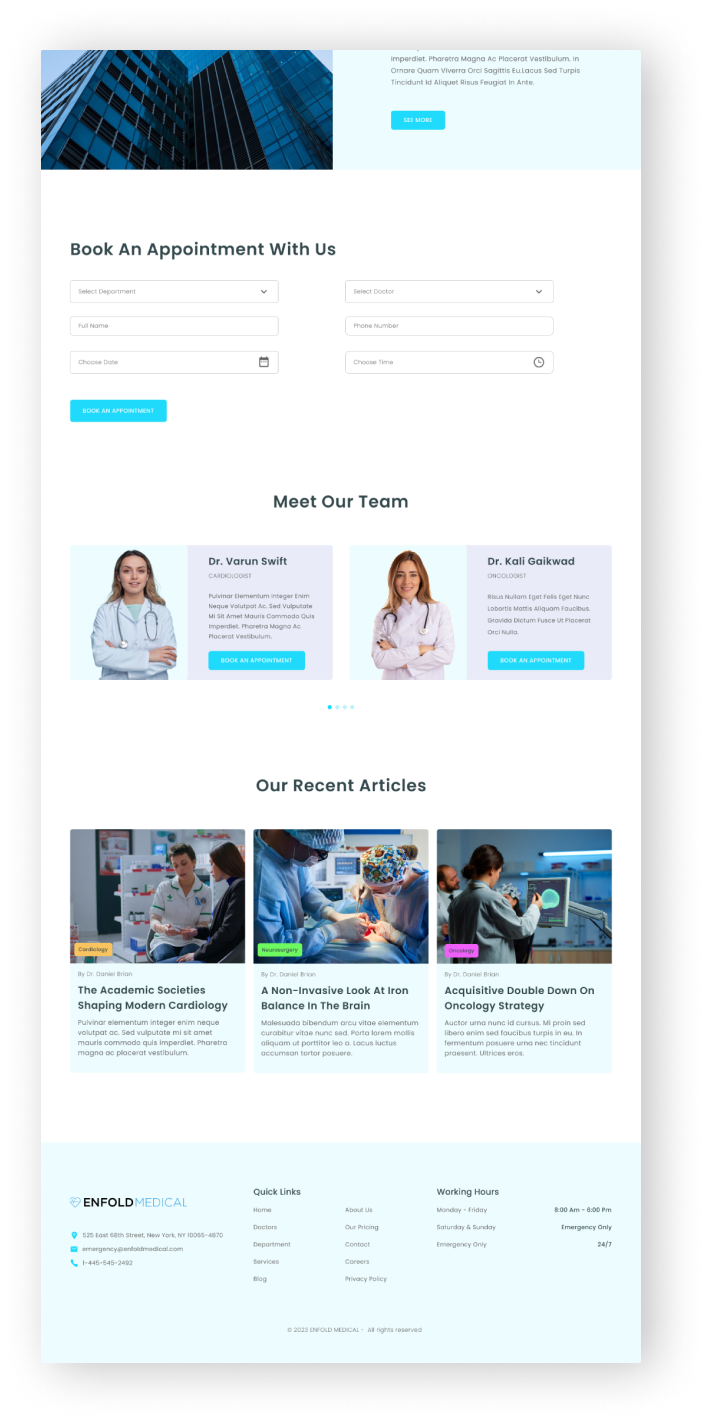 Imperdiet. Pharetra Magna Ac Placerat Vestibulum. In
Ornare Quam Viverra Orci Sagittis Eu.Lacus Sed Turpis
Tincidunt Id Aliquet Risus Feugiat In Ante.
SEE MORE
Book An Appointment With Us
Select Department
Select Doctor
Full Name
Phone Number
Choose Date
Choose Time
BOOK AN APPOINTMENT
Meet Our Team
Dr. Varun Swift
CARDIOLOGIST
Pulvinar Elementum Integer Enim
Neque Volutpat Ac. Sed Vulputate
Mi Sit Amet Mauris Commodo Quis
Imperdiet. Pharetra Magna Ac
Placerat Vestibulum.
BOOK AN APPOINTMENT
Dr. Kali Gaikwad
ONCOLOGIST
Risus Nullam Eget Felis Eget Nunc
Lobortis Mattis Aliquam Faucibus.
Gravida Dictum Fusce Ut Placerat
Orci Nulla.
BOOK AN APPOINTMENT
Our Recent Articles
Cardiology
By Dr. Daniel Brian
The Academic Societies
Shaping Modern Cardiology
Pulvinar elementum integer enim neque
volutpat ac. Sed vulputate mi sit amet
mauris commodo quis imperdiet. Pharetra
magna ac placerat vestibulum.
Neurosurgery
By Dr. Daniel Brian
A Non-Invasive Look At Iron
Balance In The Brain
Malesuada bibendum arcu vitae elementum
curabitur vitae nunc sed. Porta lorem mollis
aliquam ut porttitor leo a. Lacus luctus
accumsan tortor posuere.
Oncology
By Dr. Daniel Brian
Acquisitive Double Down On
Oncology Strategy
Auctor urna nunc id cursus. Mi proin sed
libero enim sed faucibus turpis in eu. In
fermentum posuere urna nec tincidunt
praesent. Ultrices eros.
ENFOLDMEDICAL
525 East 68th Street, New York, NY 10065-4870
emergency@enfoldmedical.com
1-445-545-2492
Quick Links
Home
About Us
Doctors
Our Pricing
Department
Contact
Services
Careers
Blog
Privacy Policy
Working Hours
Monday - Friday
8:00 Am - 6:00 Pm
Saturday & Sunday
Emergency Only
Emergency Only
24/7
© 2023 ENFOLD MEDICAL - All rights reserved